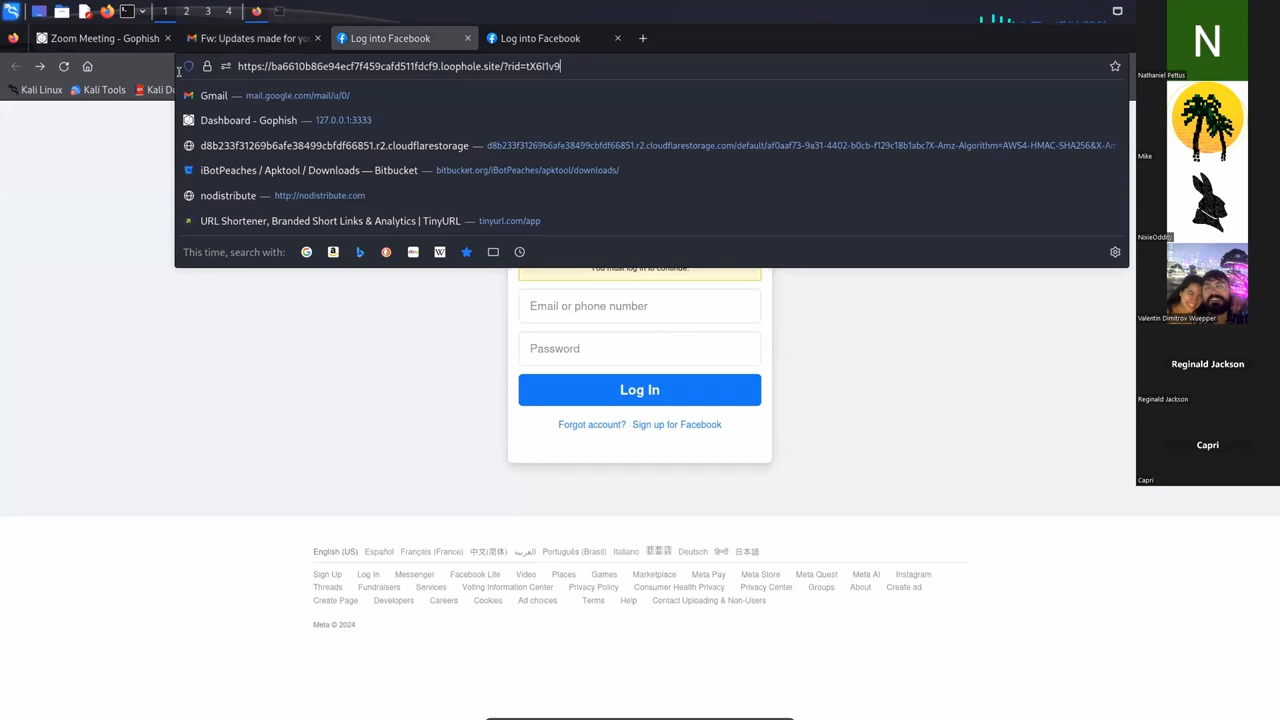 1 2 3 4
Zoom Meeting - Gophish
Fw: Updates made for yo
Log into Facebook
Log into Facebook
https://ba6610b86e94ecf7f459cafd511fdcf9.loophole.site/?rid=tX6I1v9
Kali Linux Kali Tools Kali Do
Gmail — mail.google.com/mail/u/0/
Dashboard - Gophish — 127.0.0.1:3333
d8b233f31269b6afe38499cbfdf66851.r2.cloudflarestorage — d8b233f31269b6afe38499cbfdf66851.r2.cloudflarestorage.com/default/af0aaf73-9a31-4402-b0cb-f129c18b1abc?X-Amz-Algorithm=AWS4-HMAC-SHA256&X-Am
iBotPeaches / Apktool / Downloads — Bitbucket — bitbucket.org/iBotPeaches/apktool/downloads/
nodistribute — http://nodistribute.com
URL Shortener, Branded Short Links & Analytics | TinyURL — tinyurl.com/app
This time, search with:
You must log in to continue.
Email or phone number
Password
Log In
Forgot account? · Sign up for Facebook
English (US) Español Français (France) 中文(简体) العربية Português (Brasil) Italiano Deutsch हिन्दी 日本語
Sign Up Log In Messenger Facebook Lite Video Places Games Marketplace Meta Pay Meta Store Meta Quest Meta AI Instagram
Threads Fundraisers Services Voting Information Center Privacy Policy Consumer Health Privacy Privacy Center Groups About Create ad
Create Page Developers Careers Cookies Ad choices Terms Help Contact Uploading & Non-Users
Meta © 2024
N
Nathaniel Pettus
Mike
NixieOddity
Valentin Dimitrov Wuepper
Reginald Jackson
Reginald Jackson
Capri
Capri